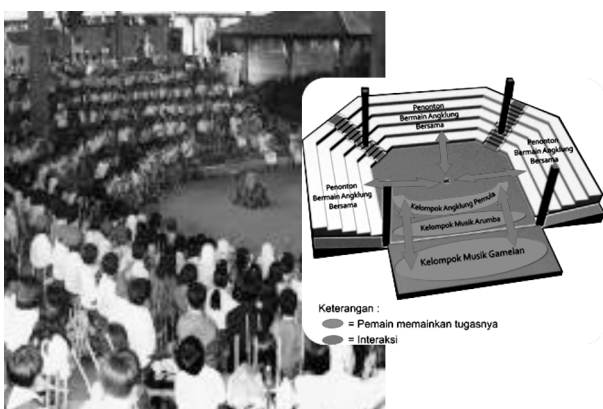 Penonton
Bermain Angklung
Bersama
Penonton
Bermain Angklung
Bersama
Penonton
Bermain Angklung
Bersama
Kelompok Angklung Pemula
Kelompok Musik Arumba
Kelompok Musik Gamelan
Keterangan :
= Pemain memainkan tugasnya
= Interaksi